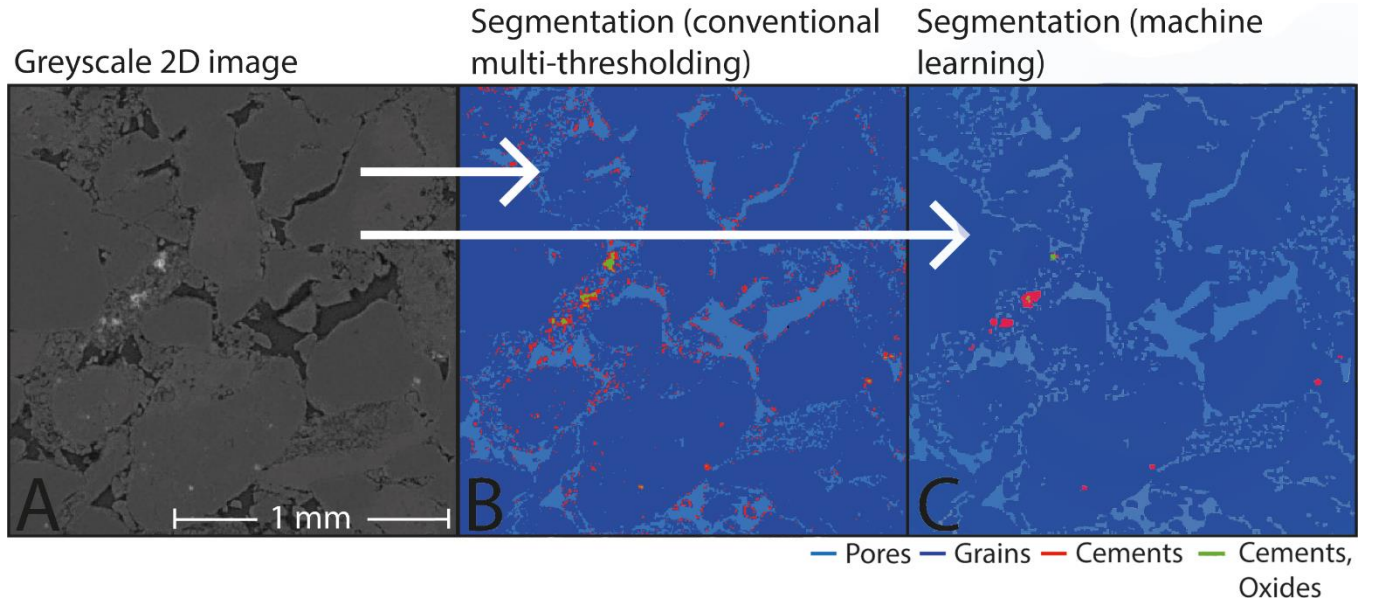 Greyscale 2D image
Segmentation (conventional
multi-thresholding)
Segmentation (machine
learning)
A
B
C
1 mm
Pores
Grains
Cements
Cements,
Oxides